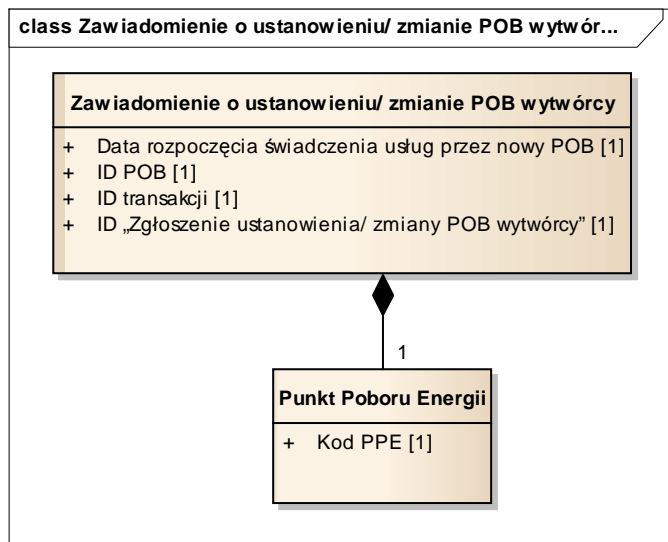 class Zawiadomienie o ustanowieniu/ zmianie POB wytwór...
Zawiadomienie o ustanowieniu/ zmianie POB wytwórcy
+ Data rozpoczęcia świadczenia usług przez nowy POB [1]
+ ID POB [1]
+ ID transakcji [1]
+ ID „Zgłoszenie ustanowienia/ zmiany POB wytwórcy” [1]
1
Punkt Poboru Energii
+ Kod PPE [1]